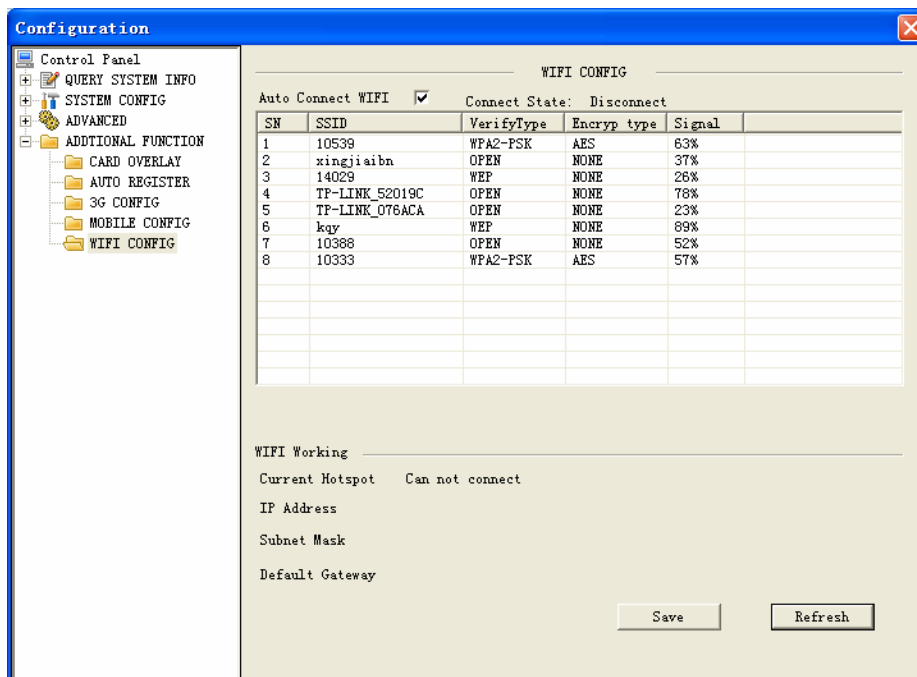 Configuration
Control Panel
QUERY SYSTEM INFO
SYSTEM CONFIG
ADVANCED
ADDTIONAL FUNCTION
CARD OVERLAY
AUTO REGISTER
3G CONFIG
MOBILE CONFIG
WIFI CONFIG
WIFI CONFIG
Auto Connect WIFI Connect State: Disconnect
SN SSID VerifyType Encryp type Signal
1 10539 WPA2-PSK AES 63%
2 xingjiaibn OPEN NONE 37%
3 14029 WEP NONE 26%
4 TP-LINK_52019C OPEN NONE 78%
5 TP-LINK_076ACA OPEN NONE 23%
6 kqy WEP NONE 89%
7 10388 OPEN NONE 52%
8 10333 WPA2-PSK AES 57%
WIFI Working
Current Hotspot Can not connect
IP Address
Subnet Mask
Default Gateway
Save Refresh